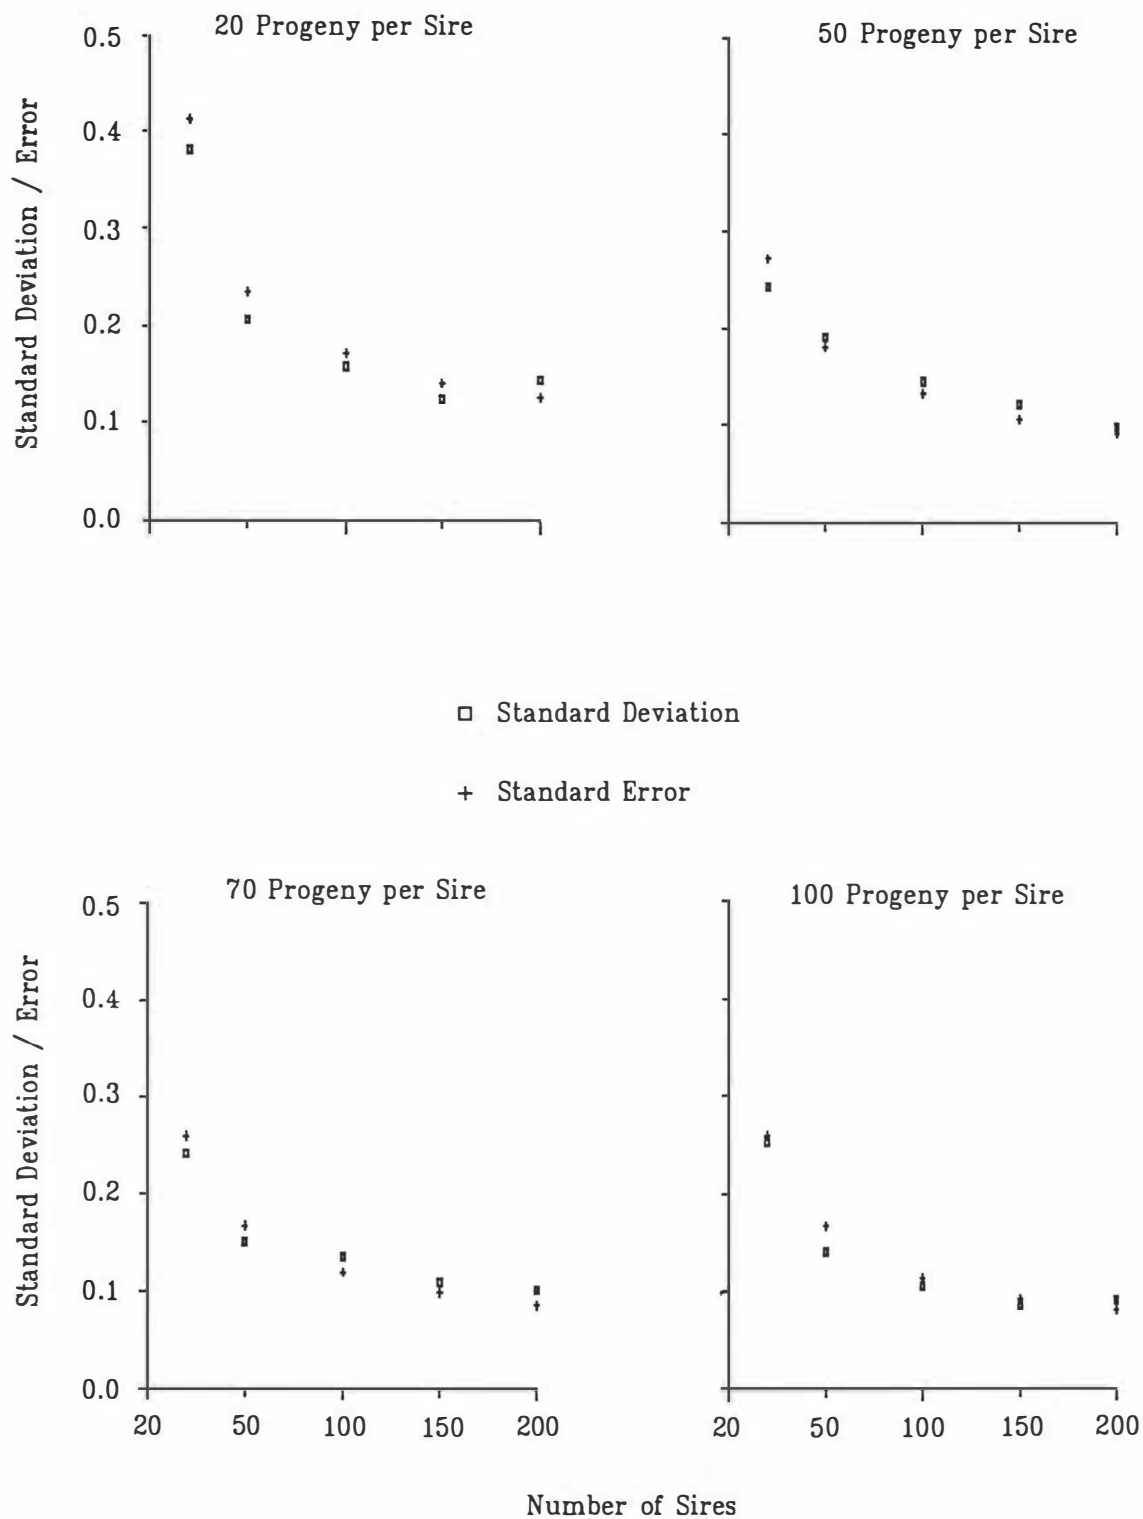 20 Progeny per Sire
50 Progeny per Sire
0.5
0.4
0.3
0.2
0.1
0.0
Standard Deviation / Error
□ Standard Deviation
+ Standard Error
70 Progeny per Sire
100 Progeny per Sire
0.5
0.4
0.3
0.2
0.1
0.0
Standard Deviation / Error
20 50 100 150 200
20 50 100 150 200
Number of Sires